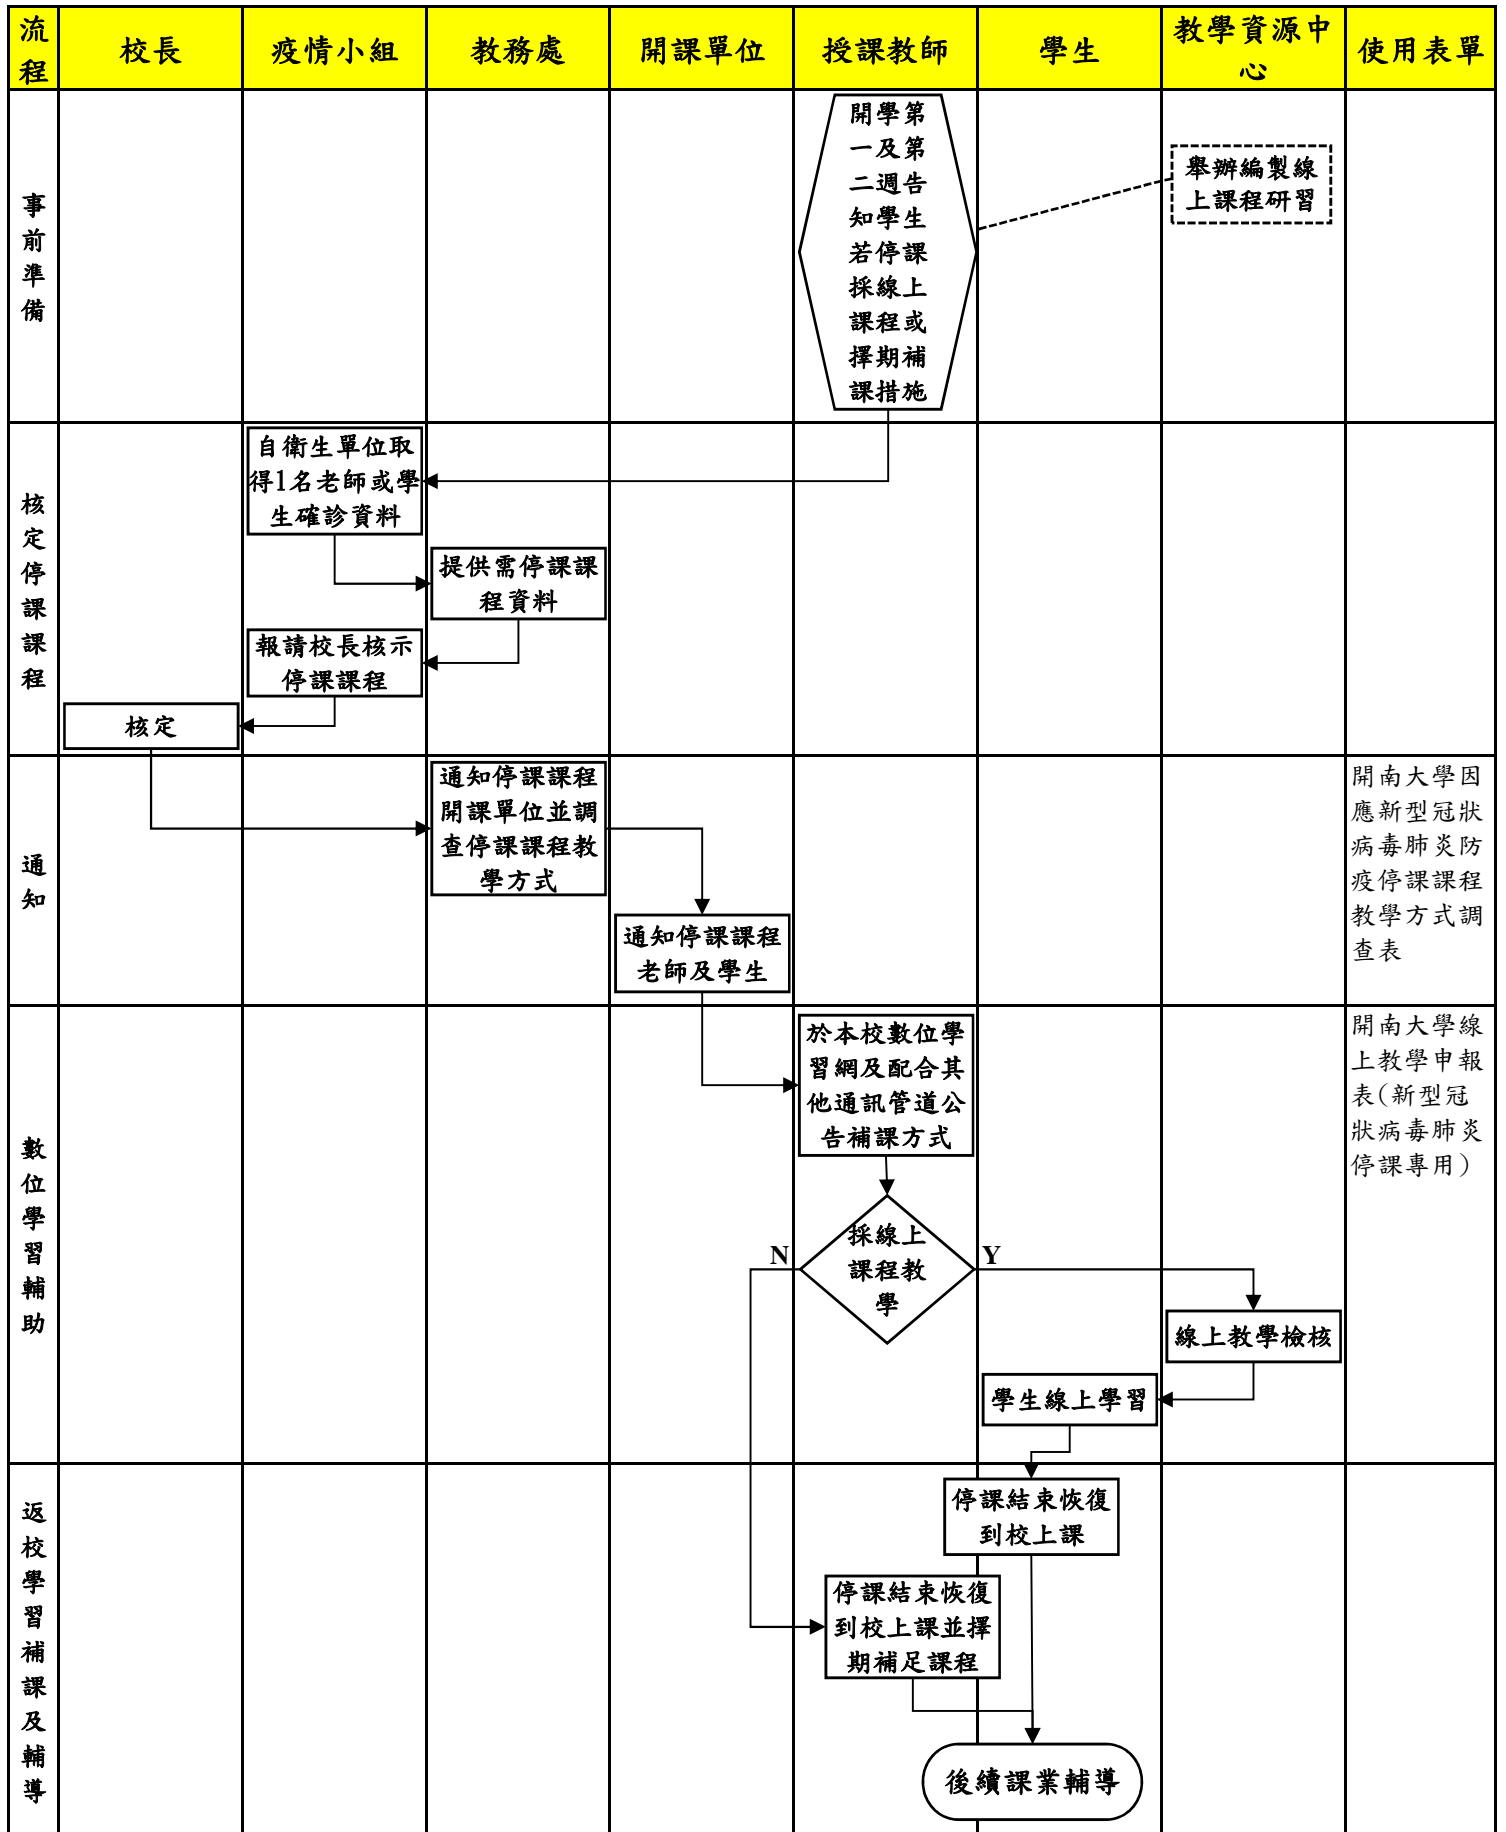 流
程
校長
疫情小組
教務處
開課單位
授課教師
學生
教學資源中
心
使用表單
事
前
準
備
開學第
一及第
二週告
知學生
若停課
採線上
課程或
擇期補
課措施
舉辦編製線
上課程研習
核
定
停
課
課
程
自衛生單位取
得1名老師或學
生確診資料
提供需停課課
程資料
報請校長核示
停課課程
核定
通
知
通知停課課程
開課單位並調
查停課課程教
學方式
通知停課課程
老師及學生
開南大學因
應新型冠狀
病毒肺炎防
疫停課課程
教學方式調
查表
數
位
學
習
輔
助
於本校數位學
習網及配合其
他通訊管道公
告補課方式
採線上
課程教
學
N
Y
線上教學檢核
學生線上學習
開南大學線
上教學申報
表(新型冠
狀病毒肺炎
停課專用)
返
校
學
習
補
課
及
輔
導
停課結束恢復
到校上課
停課結束恢復
到校上課並擇
期補足課程
後續課業輔導